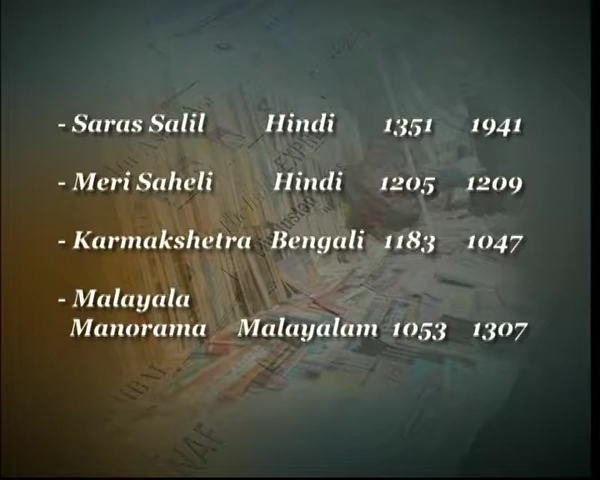 - Saras Salil Hindi 1351 1941
- Meri Saheli Hindi 1205 1209
- Karmakshetra Bengali 1183 1047
- Malayala
Manorama Malayalam 1053 1307